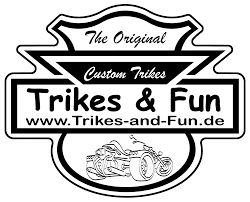 The Original
Custom Trikes
Trikes & Fun
www.Trikes-and-Fun.de